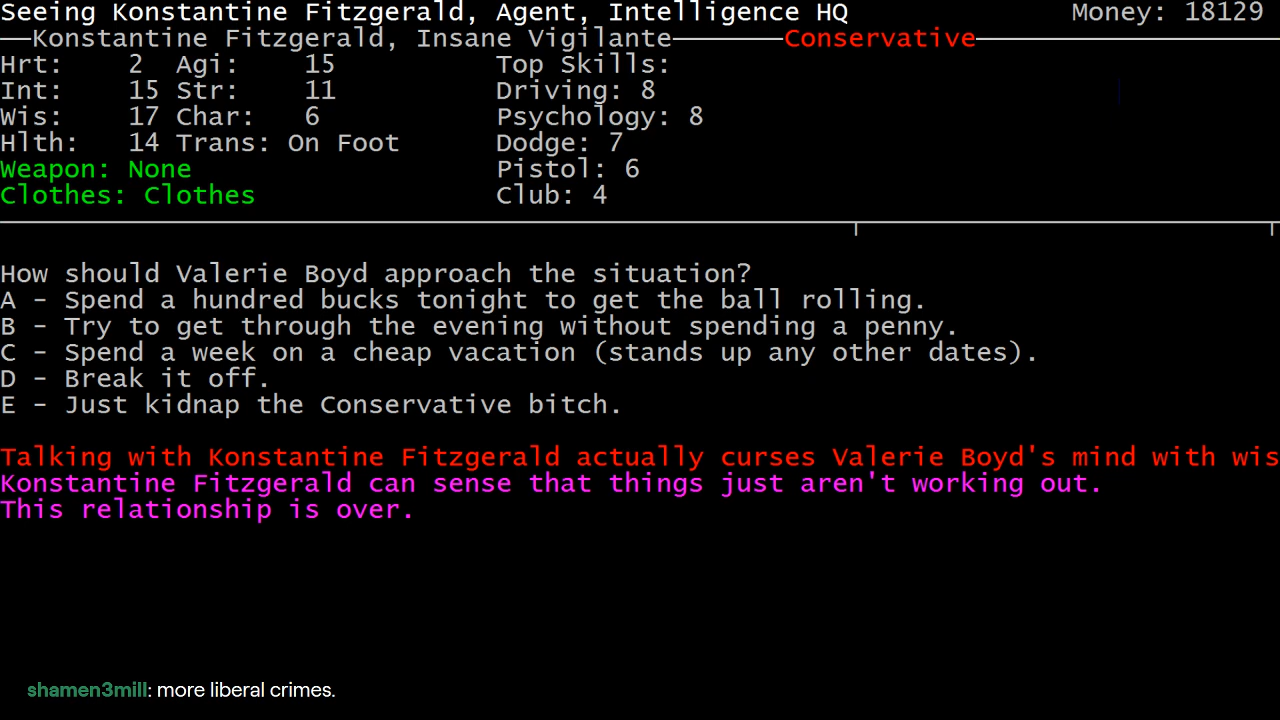 Seeing Konstantine Fitzgerald, Agent, Intelligence HQ Money: 18129
Konstantine Fitzgerald, Insane Vigilante Conservative
Hrt: 2 Agi: 15 Top Skills:
Int: 15 Str: 11 Driving: 8
Wis: 17 Char: 6 Psychology: 8
Hlth: 14 Trans: On Foot Dodge: 7
Weapon: None Pistol: 6
Clothes: Clothes Club: 4
How should Valerie Boyd approach the situation?
A - Spend a hundred bucks tonight to get the ball rolling.
B - Try to get through the evening without spending a penny.
C - Spend a week on a cheap vacation (stands up any other dates).
D - Break it off.
E - Just kidnap the Conservative bitch.
Talking with Konstantine Fitzgerald actually curses Valerie Boyd's mind with wis
Konstantine Fitzgerald can sense that things just aren't working out.
This relationship is over.
shamen3mill: more liberal crimes.